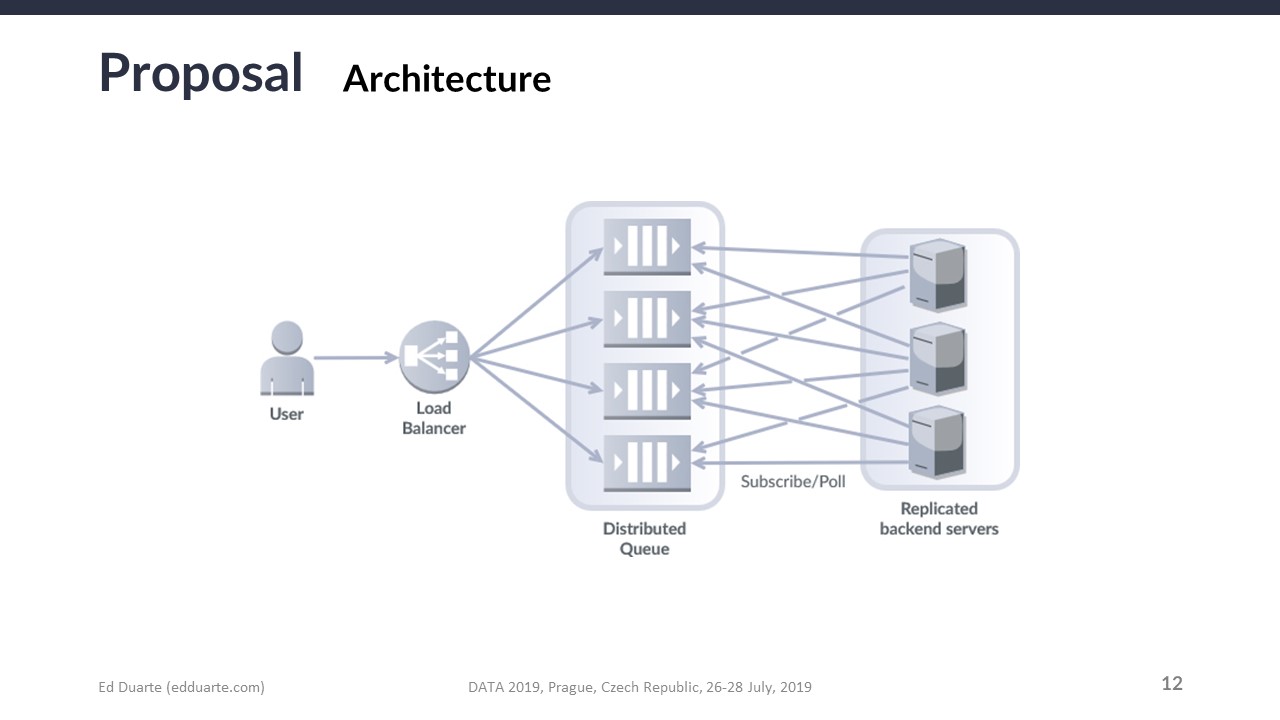 Proposal Architecture
User
Load
Balancer
Subscribe/Poll
Distributed
Queue
Replicated
backend servers
Ed Duarte (edduarte.com)
DATA 2019, Prague, Czech Republic, 26-28 July, 2019
12